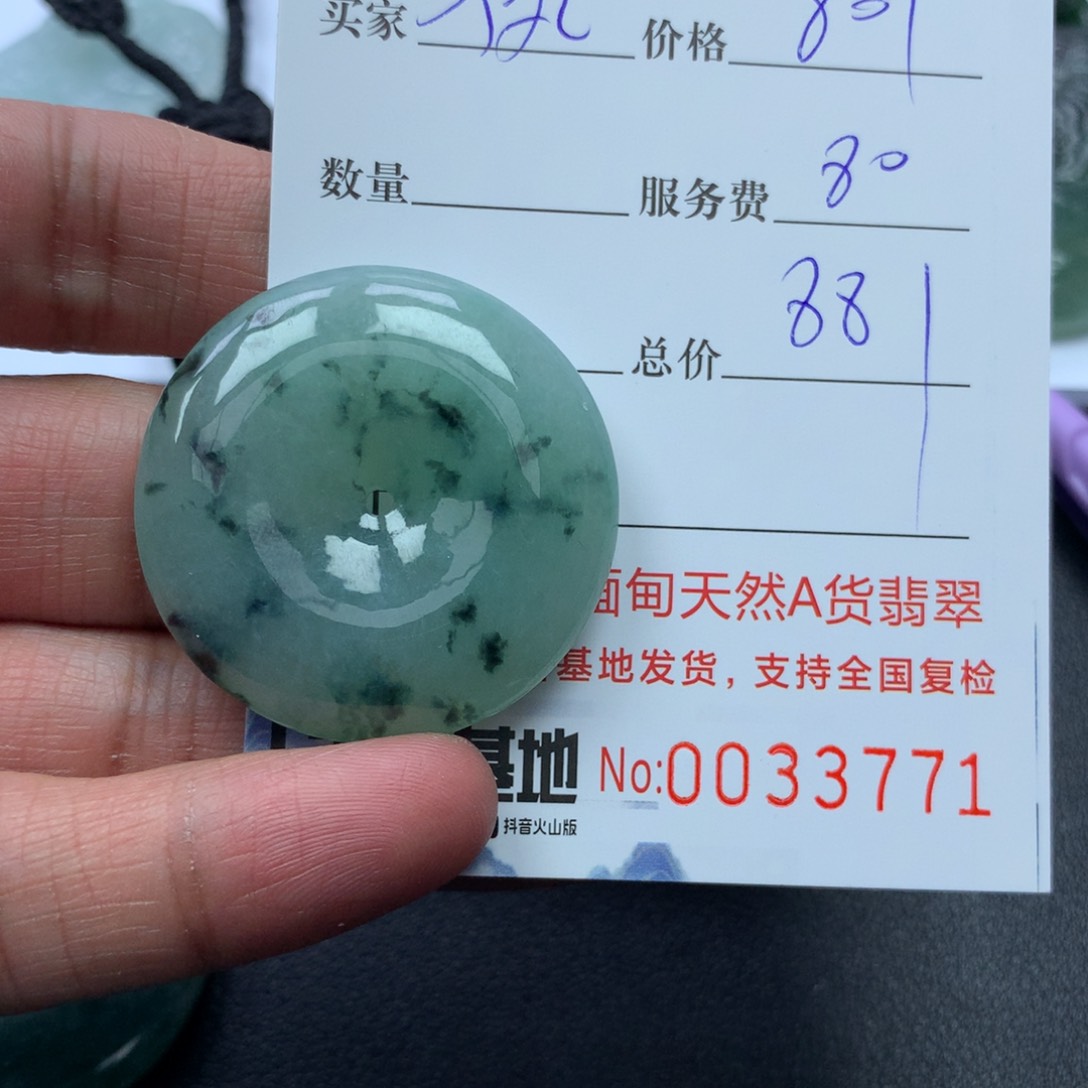 买家 价格 801
数量 服务费 80
总价 881
缅甸天然A货翡翠
基地发货，支持全国复检
基地 No:0033771
抖音火山版